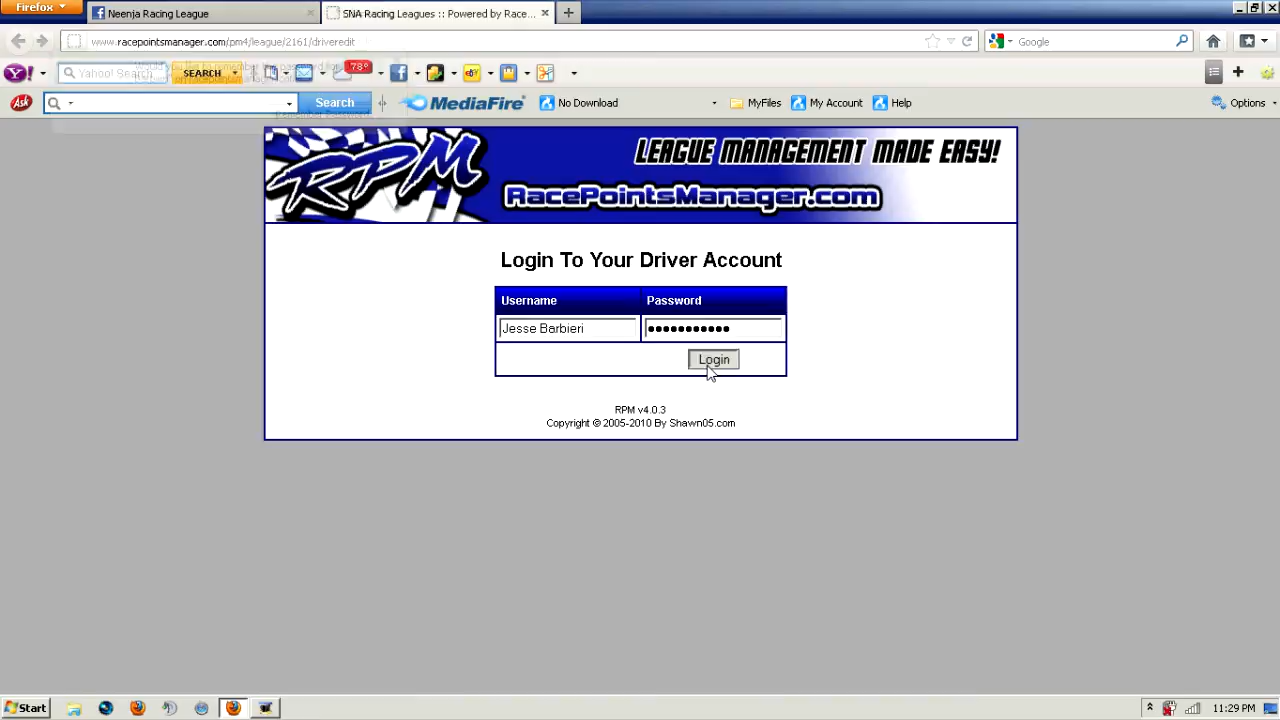 Firefox
Neenja Racing League
SNA Racing Leagues :: Powered by Race...
www.racepointsmanager.com/pm4/league/2161/driveredit
Google
Yahoo! Search
SEARCH
78°
Search
MediaFire
No Download
MyFiles
My Account
Help
Options
Ask
RPM
LEAGUE MANAGEMENT MADE EASY!
RacePointsManager.com
Login To Your Driver Account
Username
Password
Jesse Barbieri
•••••••••••
Login
RPM v4.0.3
Copyright © 2005-2010 By Shawn05.com
Start
11:29 PM